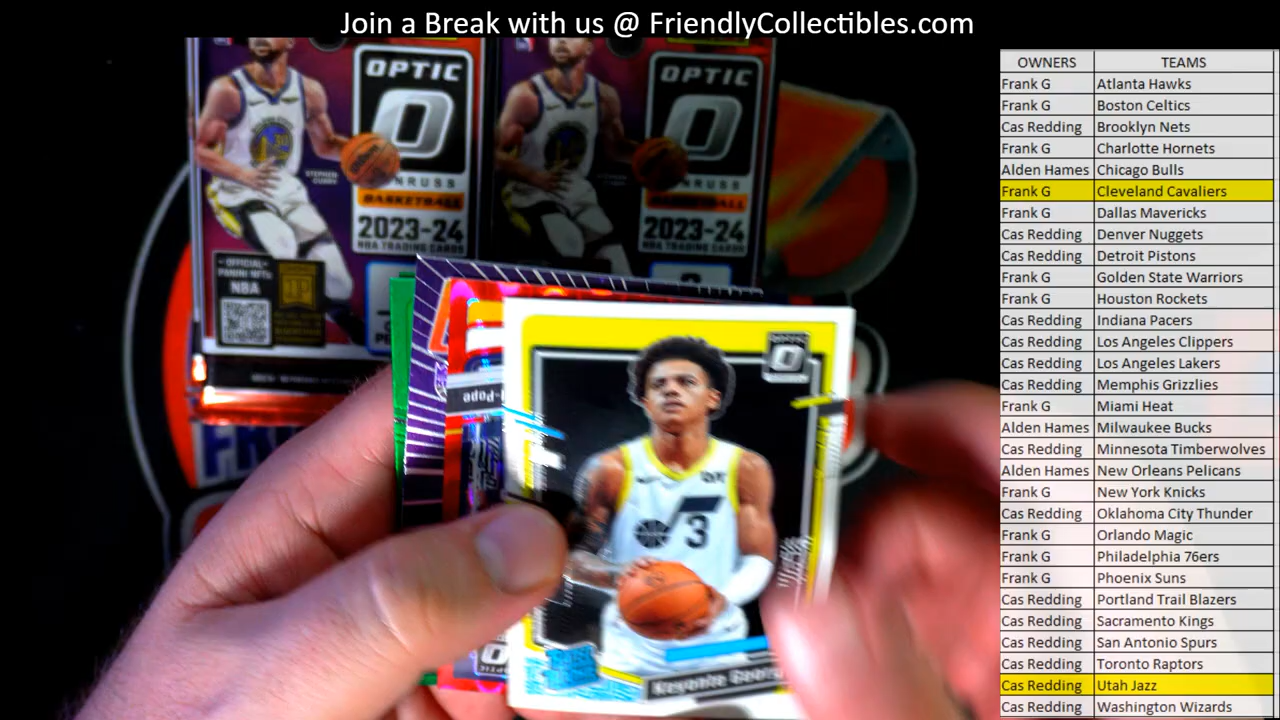 Join a Break with us @ FriendlyCollectibles.com
OPTIC
STEPHEN
CURRY
DONRUSS
BASKETBALL
2023-24
NBA TRADING CARDS
OFFICIAL
PANINI NFTs
NBA
OPTIC
BASKETBALL
2023-24
NBA TRADING CARDS
-Pope
3
Keyonte George
OWNERS TEAMS
Frank G Atlanta Hawks
Frank G Boston Celtics
Cas Redding Brooklyn Nets
Frank G Charlotte Hornets
Alden Hames Chicago Bulls
Frank G Cleveland Cavaliers
Frank G Dallas Mavericks
Cas Redding Denver Nuggets
Cas Redding Detroit Pistons
Frank G Golden State Warriors
Frank G Houston Rockets
Cas Redding Indiana Pacers
Cas Redding Los Angeles Clippers
Cas Redding Los Angeles Lakers
Cas Redding Memphis Grizzlies
Frank G Miami Heat
Alden Hames Milwaukee Bucks
Cas Redding Minnesota Timberwolves
Alden Hames New Orleans Pelicans
Frank G New York Knicks
Cas Redding Oklahoma City Thunder
Frank G Orlando Magic
Frank G Philadelphia 76ers
Frank G Phoenix Suns
Cas Redding Portland Trail Blazers
Cas Redding Sacramento Kings
Cas Redding San Antonio Spurs
Cas Redding Toronto Raptors
Cas Redding Utah Jazz
Cas Redding Washington Wizards